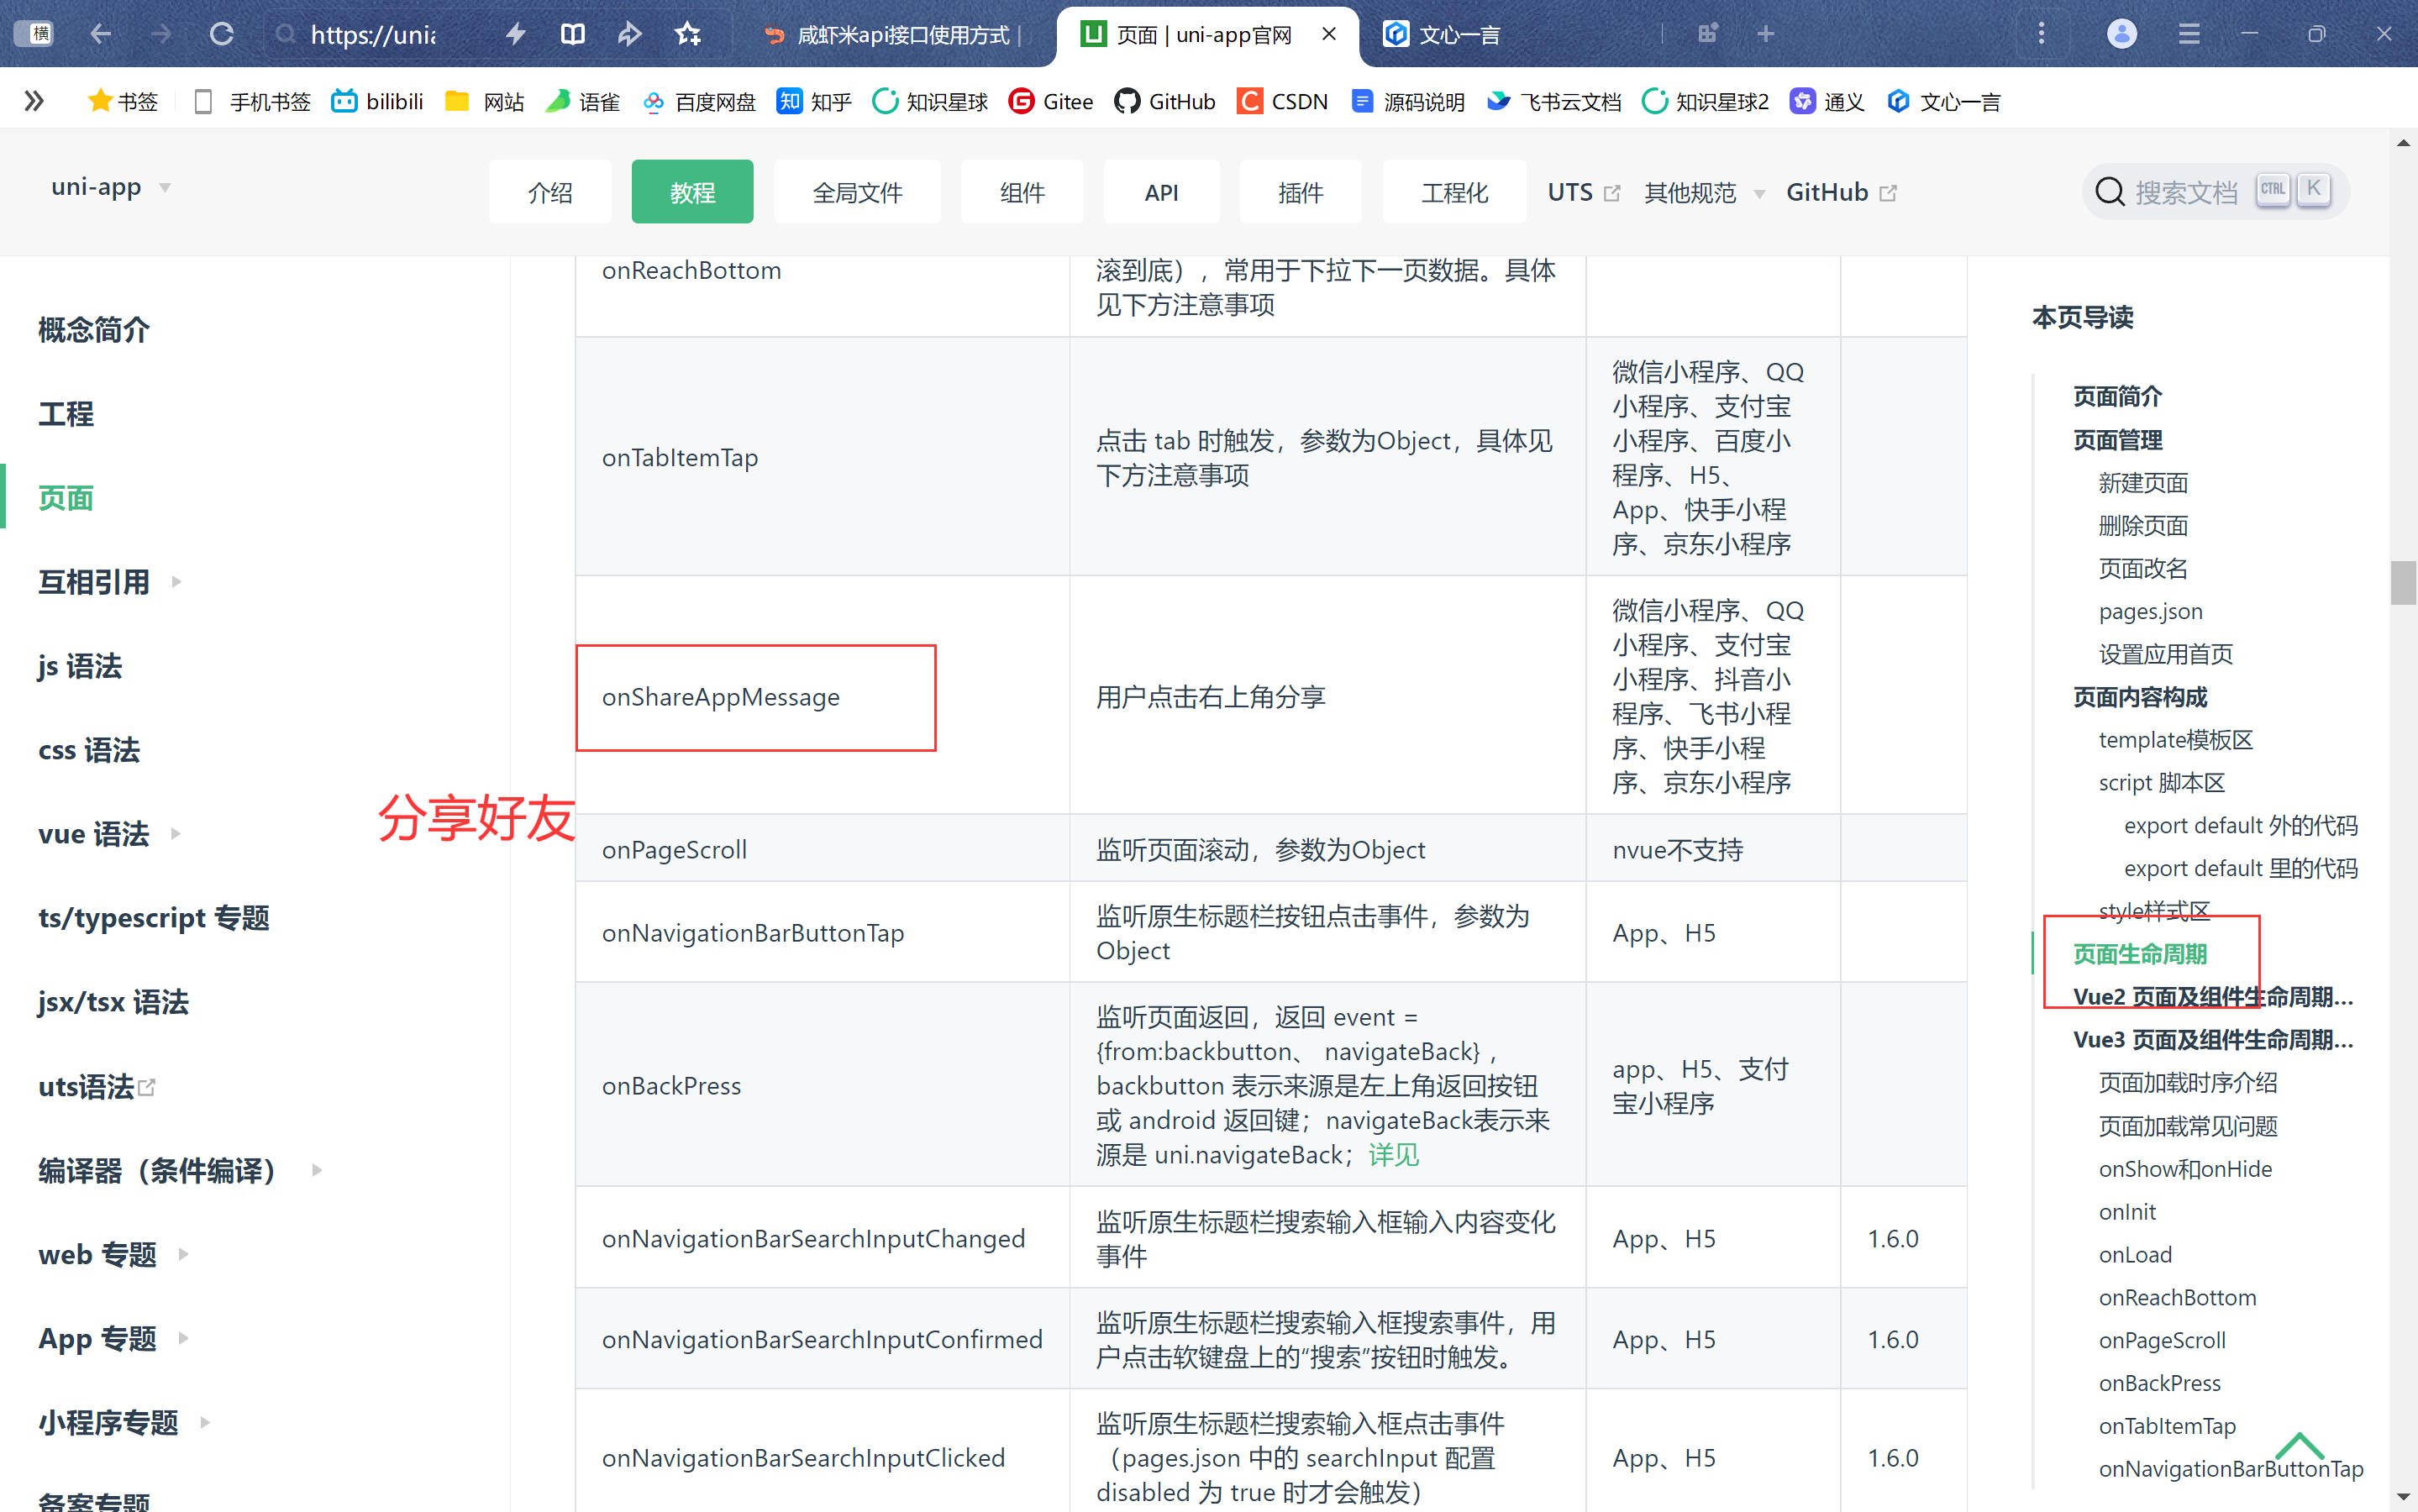 横
https://unia
咸虾米api接口使用方式 |
页面 | uni-app官网
文心一言
书签
手机书签
bilibili
网站
语雀
百度网盘
知乎
知识星球
Gitee
GitHub
CSDN
源码说明
飞书云文档
知识星球2
通义
文心一言
uni-app
介绍
教程
全局文件
组件
API
插件
工程化
UTS
其他规范
GitHub
搜索文档
CTRL
K
概念简介
工程
页面
互相引用
js 语法
css 语法
vue 语法
ts/typescript 专题
jsx/tsx 语法
uts语法
编译器（条件编译）
web 专题
App 专题
小程序专题
备案专题
分享好友
onReachBottom
滚到底），常用于下拉下一页数据。具体
见下方注意事项
onTabItemTap
点击 tab 时触发，参数为Object，具体见
下方注意事项
微信小程序、QQ
小程序、支付宝
小程序、百度小
程序、H5、
App、快手小程
序、京东小程序
onShareAppMessage
用户点击右上角分享
微信小程序、QQ
小程序、支付宝
小程序、抖音小
程序、飞书小程
序、快手小程
序、京东小程序
onPageScroll
监听页面滚动，参数为Object
nvue不支持
onNavigationBarButtonTap
监听原生标题栏按钮点击事件，参数为
Object
App、H5
onBackPress
监听页面返回，返回 event =
{from:backbutton、 navigateBack} ，
backbutton 表示来源是左上角返回按钮
或 android 返回键；navigateBack表示来
源是 uni.navigateBack；详见
app、H5、支付
宝小程序
onNavigationBarSearchInputChanged
监听原生标题栏搜索输入框输入内容变化
事件
App、H5
1.6.0
onNavigationBarSearchInputConfirmed
监听原生标题栏搜索输入框搜索事件，用
户点击软键盘上的“搜索”按钮时触发。
App、H5
1.6.0
onNavigationBarSearchInputClicked
监听原生标题栏搜索输入框点击事件
（pages.json 中的 searchInput 配置
disabled 为 true 时才会触发）
App、H5
1.6.0
本页导读
页面简介
页面管理
新建页面
删除页面
页面改名
pages.json
设置应用首页
页面内容构成
template模板区
script 脚本区
export default 外的代码
export default 里的代码
style样式区
页面生命周期
Vue2 页面及组件生命周期...
Vue3 页面及组件生命周期...
页面加载时序介绍
页面加载常见问题
onShow和onHide
onInit
onLoad
onReachBottom
onPageScroll
onBackPress
onTabItemTap
onNavigationBarButtonTap